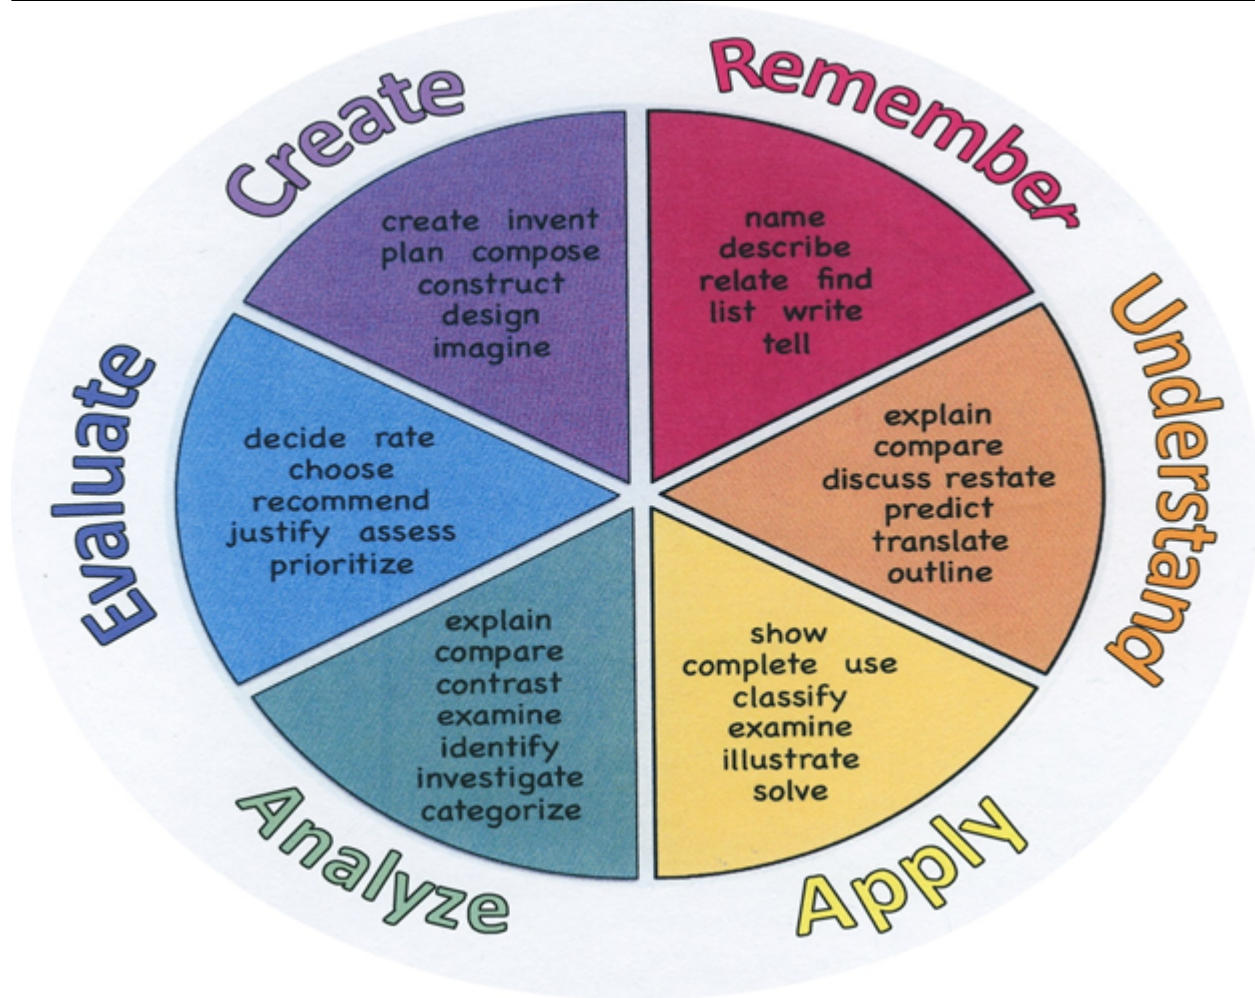 Remember
name
describe
relate find
list write
tell
Understand
explain
compare
discuss restate
predict
translate
outline
Apply
show
complete use
classify
examine
illustrate
solve
Analyze
explain
compare
contrast
examine
identify
investigate
categorize
Evaluate
decide rate
choose
recommend
justify assess
prioritize
Create
create invent
plan compose
construct
design
imagine